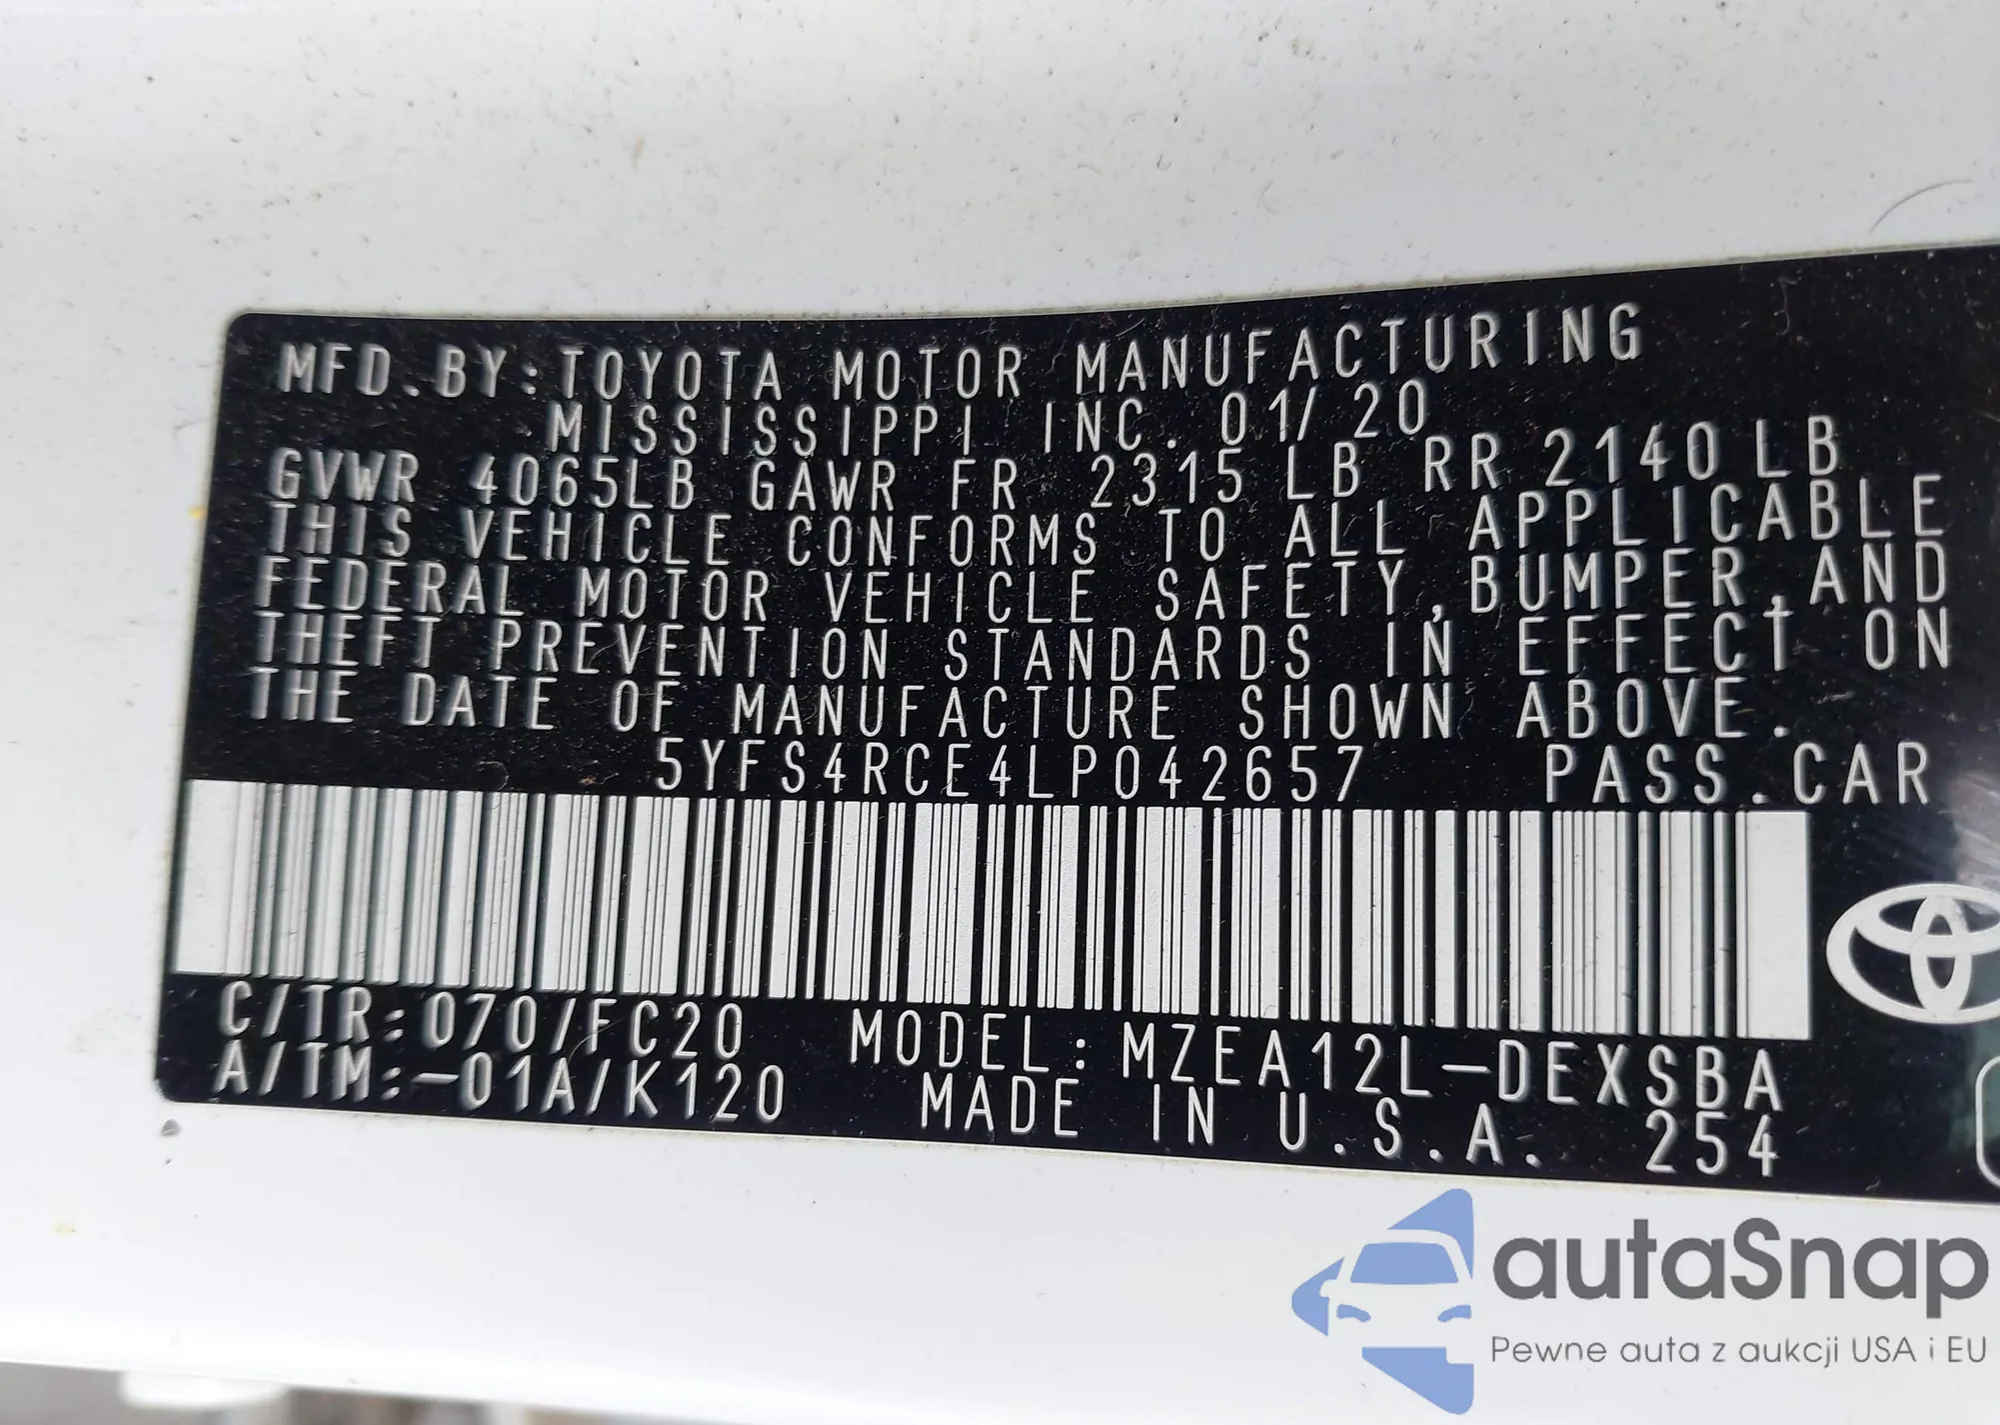 MFD.BY:TOYOTA MOTOR MANUFACTURING
MISSISSIPPI INC. 01/20
GVWR 4065LB GAWR FR 2315 LB RR 2140LB
THIS VEHICLE CONFORMS TO ALL APPLICABLE
FEDERAL MOTOR VEHICLE SAFETY,BUMPER,AND
THEFT PREVENTION STANDARDS IN EFFECT ON
THE DATE OF MANUFACTURE SHOWN ABOVE.
5YFS4RCE4LP042657 PASS.CAR
C/TR:070/FC20 MODEL:MZEA12L-DEXSBA
A/TM:-01A/K120 MADE IN U.S.A. 254
autaSnap
Pewne auta z aukcji USA i EU